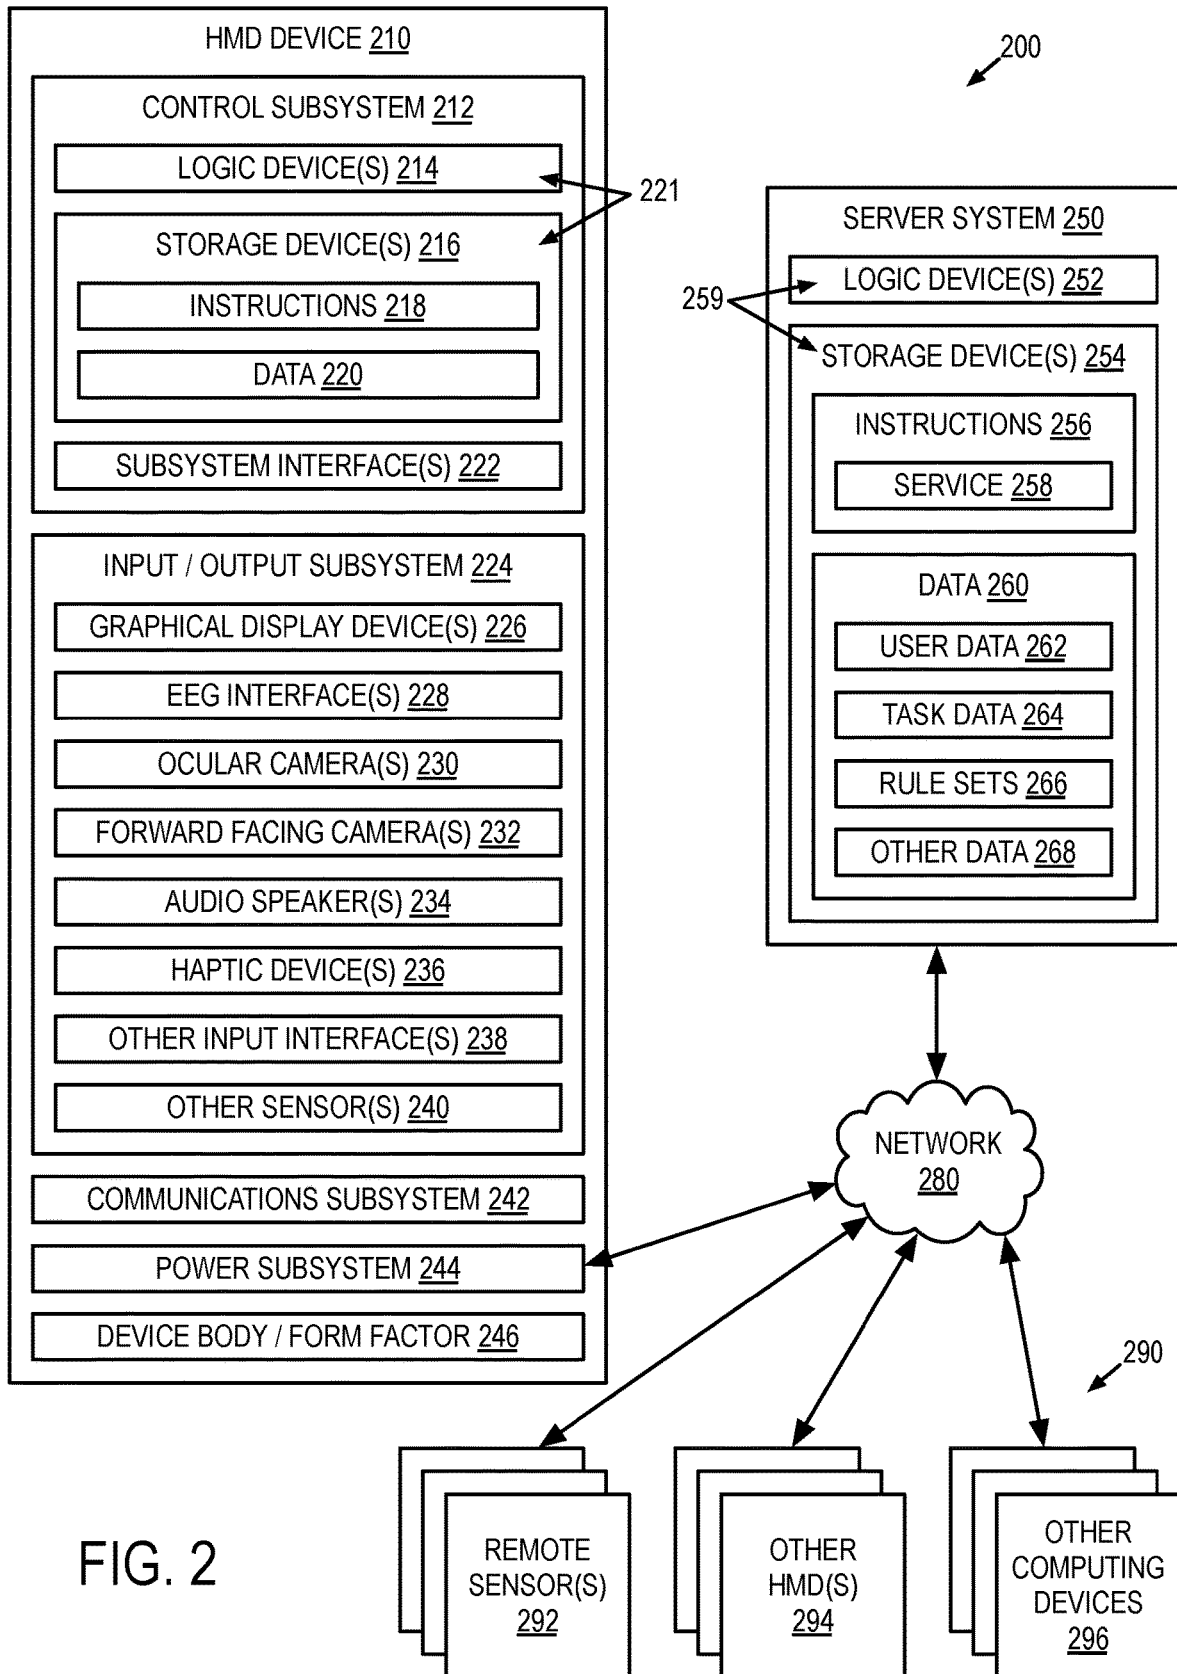 HMD DEVICE 210
CONTROL SUBSYSTEM 212
LOGIC DEVICE(S) 214
STORAGE DEVICE(S) 216
INSTRUCTIONS 218
DATA 220
SUBSYSTEM INTERFACE(S) 222
221
INPUT / OUTPUT SUBSYSTEM 224
GRAPHICAL DISPLAY DEVICE(S) 226
EEG INTERFACE(S) 228
OCULAR CAMERA(S) 230
FORWARD FACING CAMERA(S) 232
AUDIO SPEAKER(S) 234
HAPTIC DEVICE(S) 236
OTHER INPUT INTERFACE(S) 238
OTHER SENSOR(S) 240
COMMUNICATIONS SUBSYSTEM 242
POWER SUBSYSTEM 244
DEVICE BODY / FORM FACTOR 246
200
SERVER SYSTEM 250
LOGIC DEVICE(S) 252
259
STORAGE DEVICE(S) 254
INSTRUCTIONS 256
SERVICE 258
DATA 260
USER DATA 262
TASK DATA 264
RULE SETS 266
OTHER DATA 268
NETWORK
280
290
REMOTE
SENSOR(S)
292
OTHER
HMD(S)
294
OTHER
COMPUTING
DEVICES
296
FIG. 2